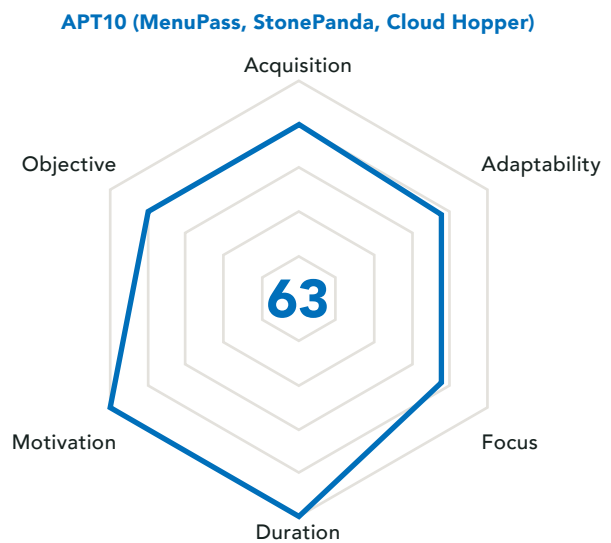 APT10 (MenuPass, StonePanda, Cloud Hopper)
Acquisition
Objective
Adaptability
63
Motivation
Focus
Duration